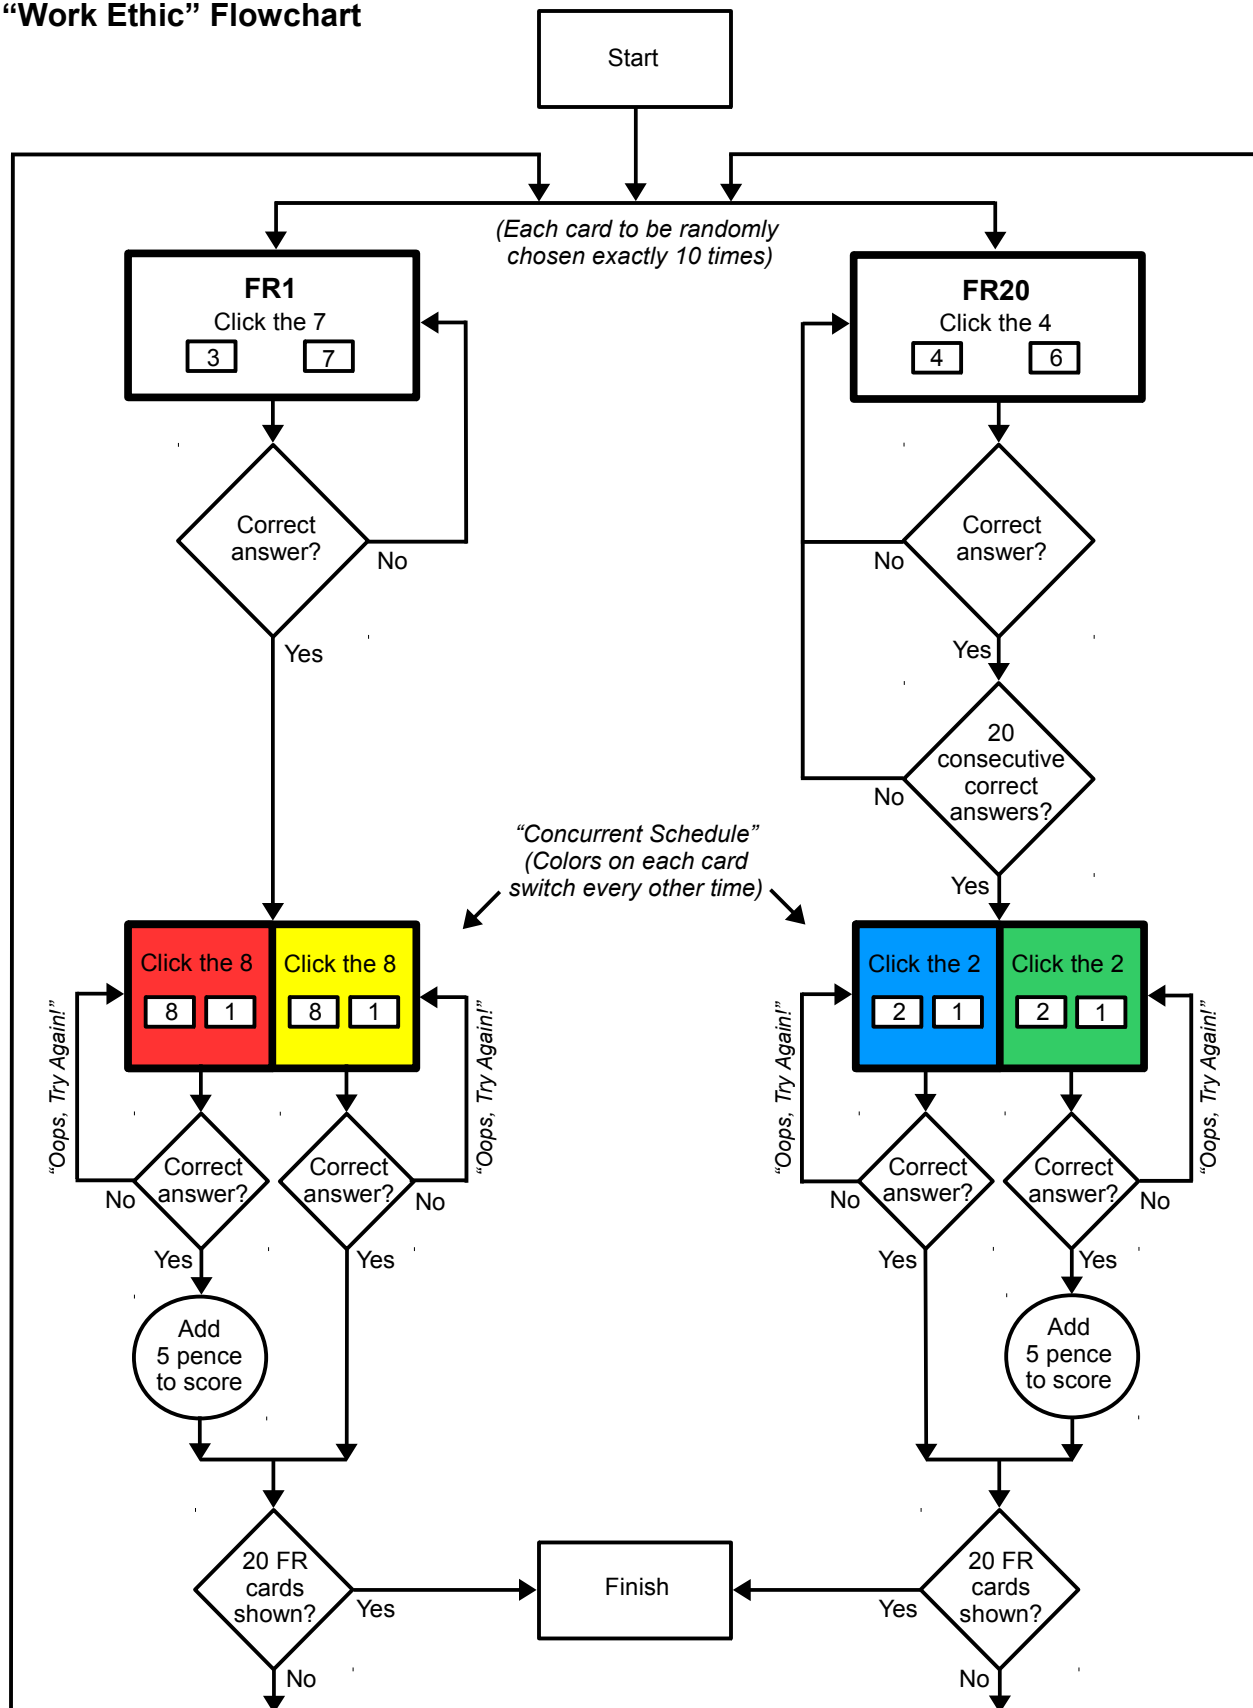 “Work Ethic” Flowchart
Start
(Each card to be randomly
chosen exactly 10 times)
FR1
Click the 7
3 7
FR20
Click the 4
4 6
Correct
answer?
No
Yes
Correct
answer?
No
Yes
20
consecutive
correct
answers?
No
Yes
“Concurrent Schedule”
(Colors on each card
switch every other time)
Click the 8
8 1
Click the 8
8 1
“Oops, Try Again!”
“Oops, Try Again!”
Correct
answer?
No
Yes
Correct
answer?
No
Yes
Add
5 pence
to score
Click the 2
2 1
Click the 2
2 1
“Oops, Try Again!”
“Oops, Try Again!”
Correct
answer?
No
Yes
Correct
answer?
No
Yes
Add
5 pence
to score
20 FR
cards
shown?
Yes
No
Finish
20 FR
cards
shown?
Yes
No